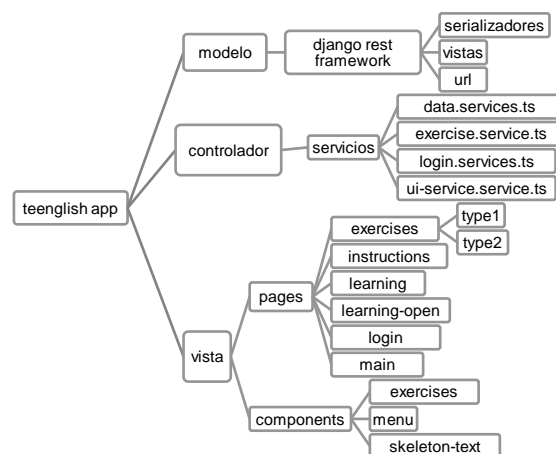 teenglish app
modelo
django rest
framework
serializadores
vistas
url
controlador
servicios
data.services.ts
exercise.service.ts
login.services.ts
ui-service.service.ts
vista
pages
exercises
type1
type2
instructions
learning
learning-open
login
main
components
exercises
menu
skeleton-text